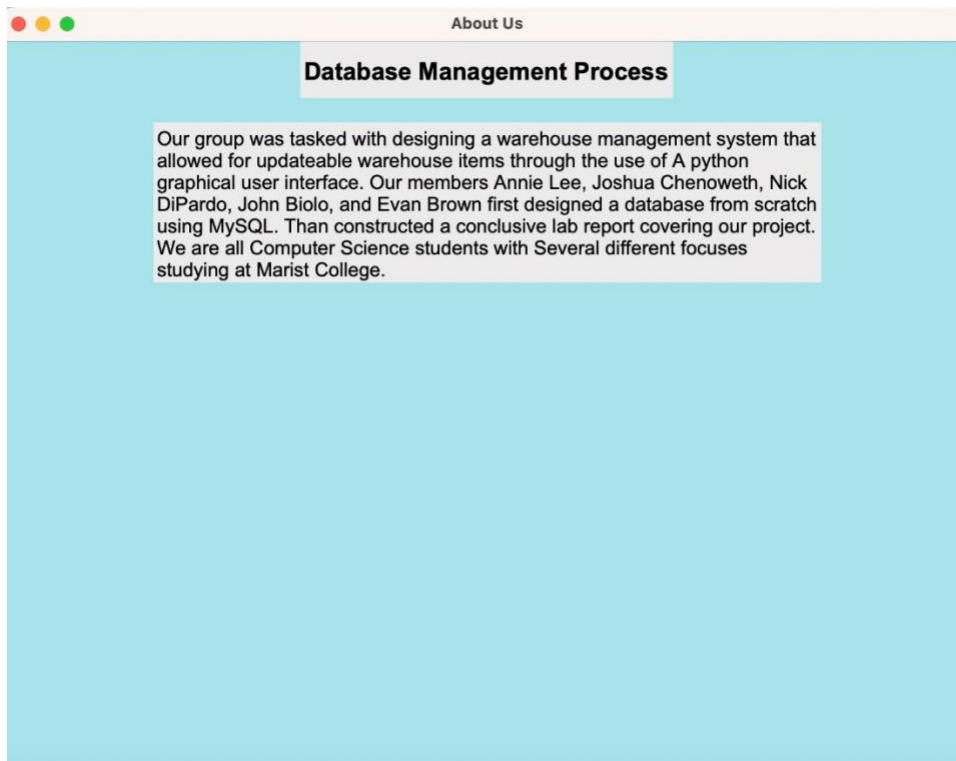 About Us
Database Management Process
Our group was tasked with designing a warehouse management system that
allowed for updateable warehouse items through the use of A python
graphical user interface. Our members Annie Lee, Joshua Chenoweth, Nick
DiPardo, John Biolo, and Evan Brown first designed a database from scratch
using MySQL. Than constructed a conclusive lab report covering our project.
We are all Computer Science students with Several different focuses
studying at Marist College.